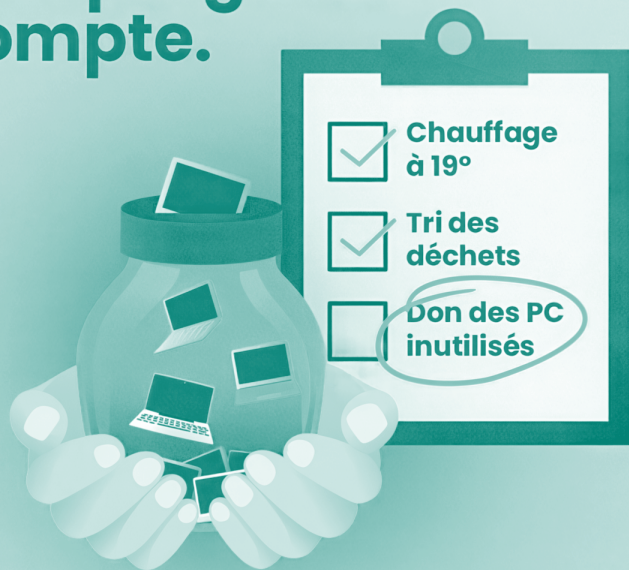 ompte.
Chauffage
à 19°
Tri des
déchets
Don des PC
inutilisés